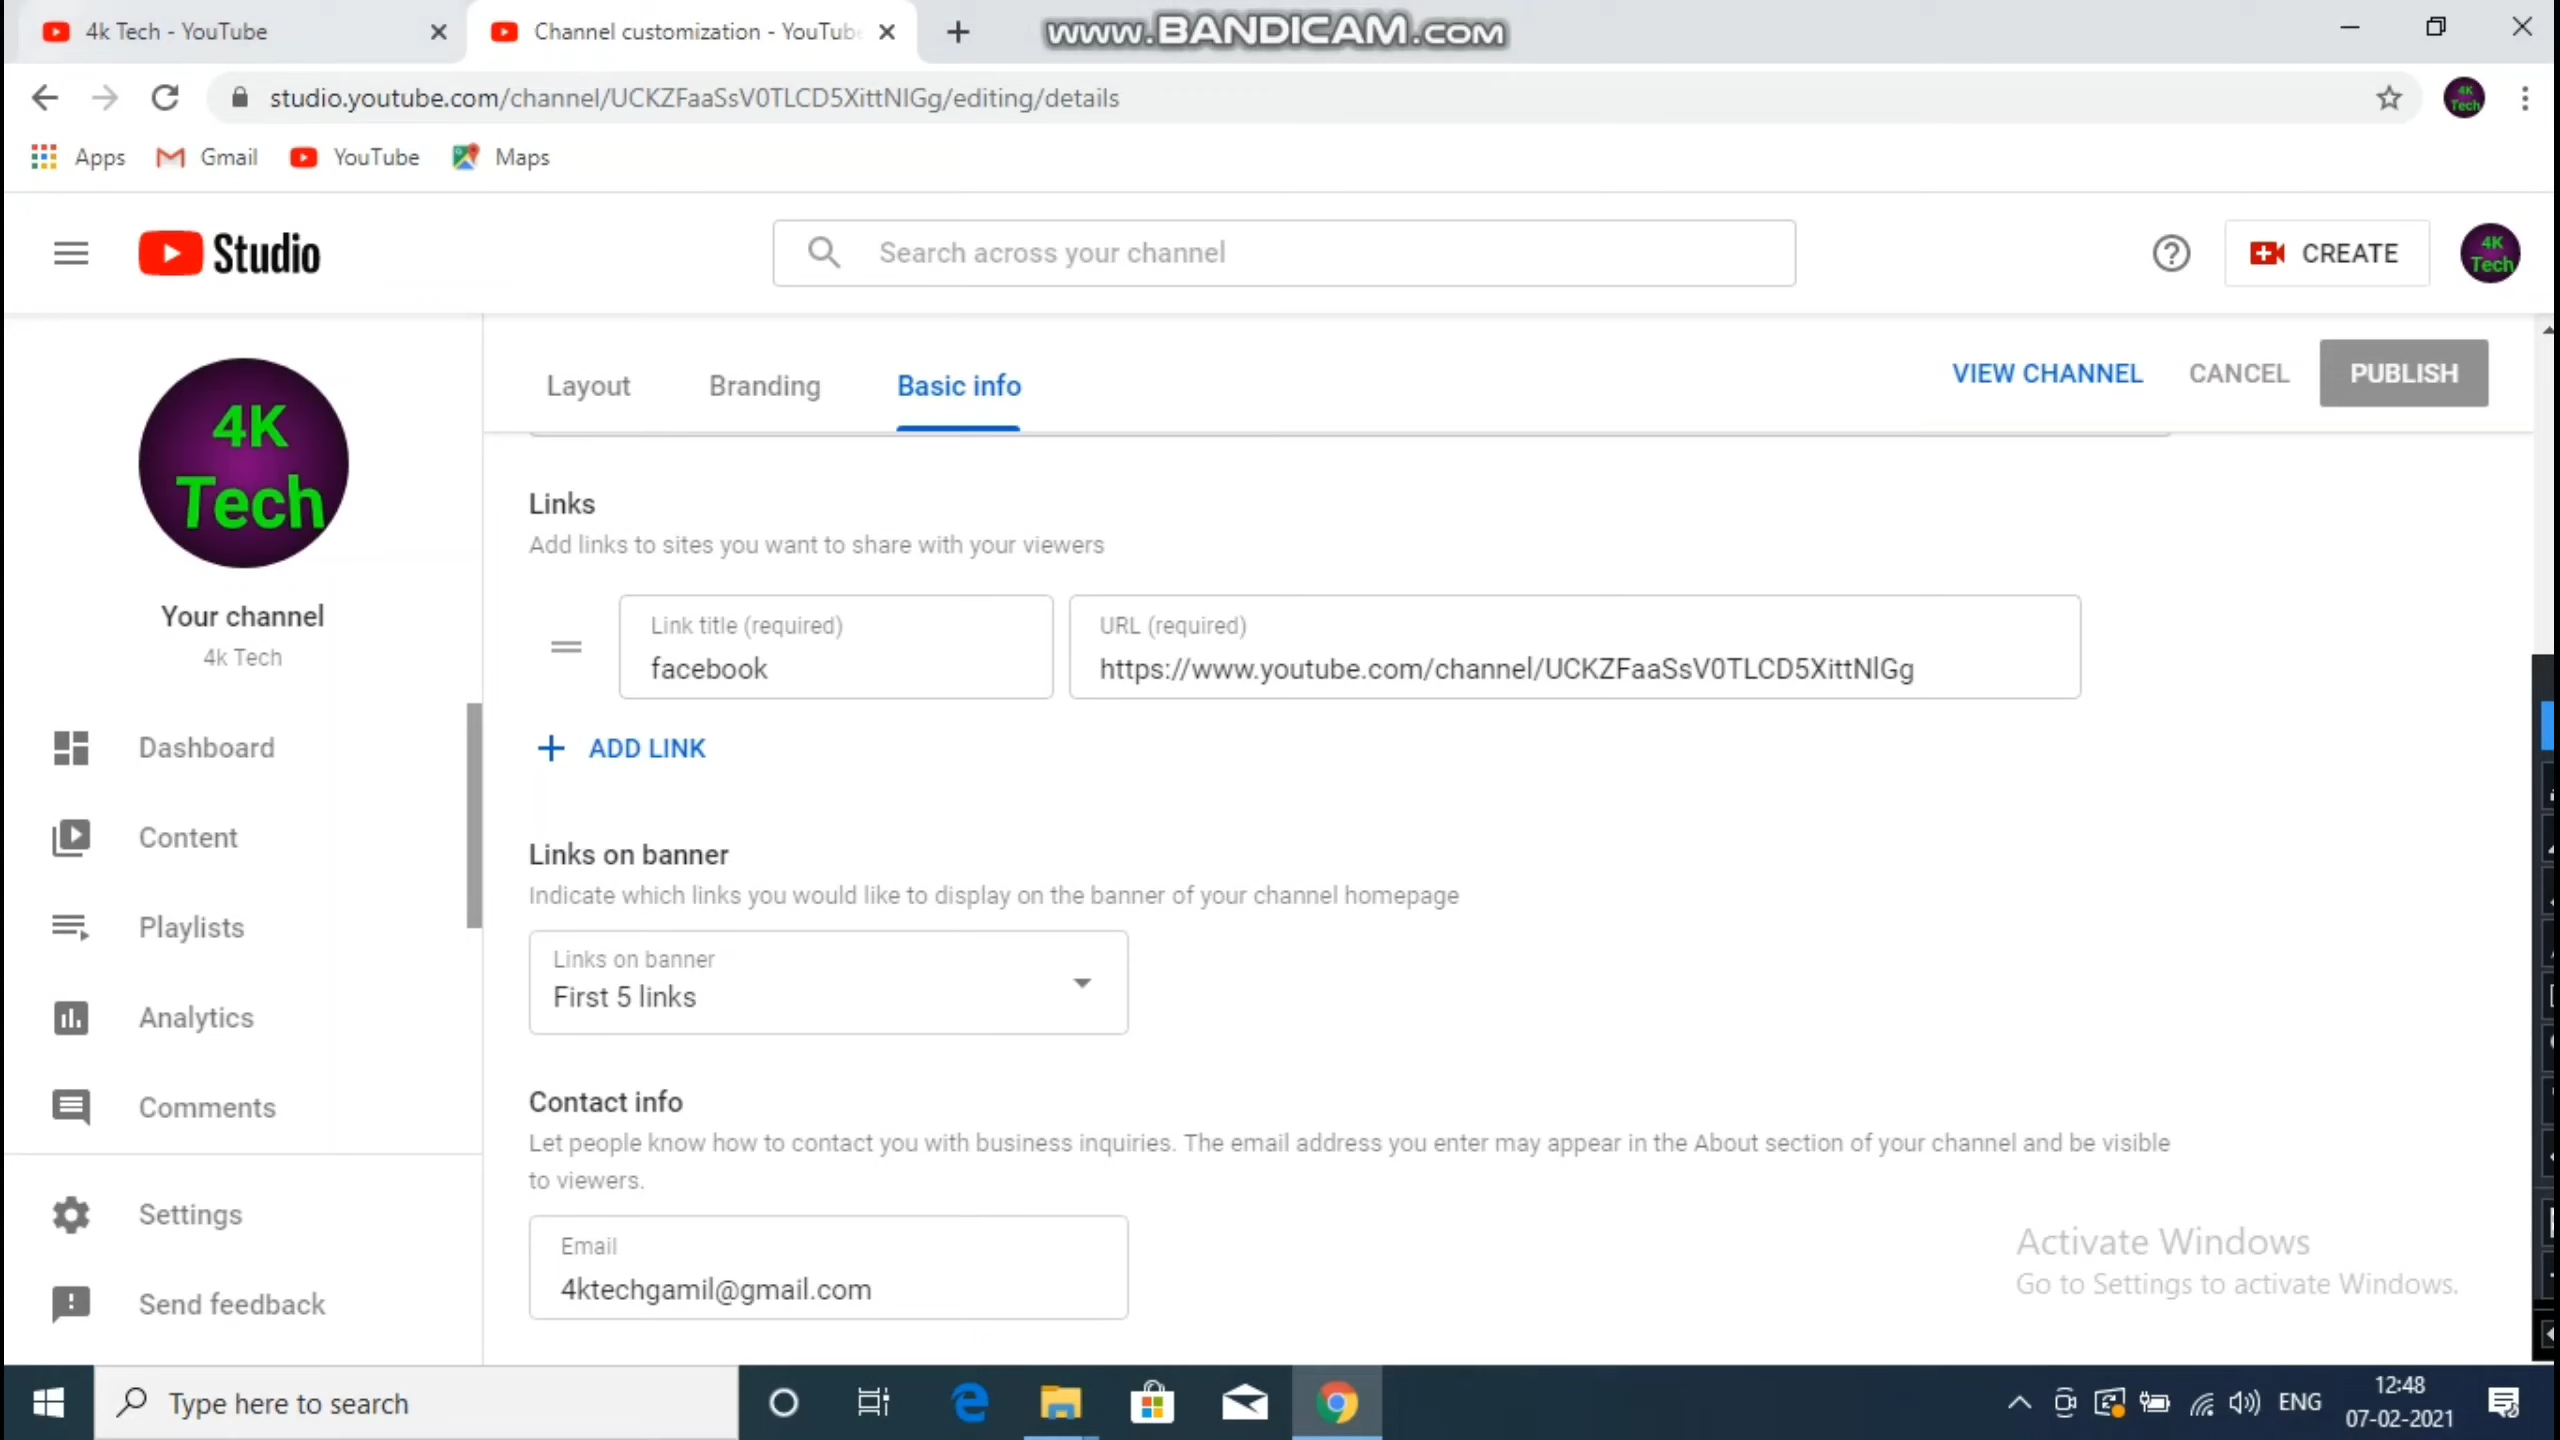 4k Tech - YouTube
Channel customization - YouTub
www.BANDICAM.com
studio.youtube.com/channel/UCKZFaaSsV0TLCD5XittNlGg/editing/details
4K
Tech
Apps
Gmail
YouTube
Maps
Studio
Search across your channel
CREATE
4K
Tech
4K
Tech
Your channel
4k Tech
Dashboard
Content
Playlists
Analytics
Comments
Settings
Send feedback
Layout
Branding
Basic info
VIEW CHANNEL
CANCEL
PUBLISH
Links
Add links to sites you want to share with your viewers
Link title (required)
facebook
URL (required)
https://www.youtube.com/channel/UCKZFaaSsV0TLCD5XittNlGg
ADD LINK
Links on banner
Indicate which links you would like to display on the banner of your channel homepage
Links on banner
First 5 links
Contact info
Let people know how to contact you with business inquiries. The email address you enter may appear in the About section of your channel and be visible
to viewers.
Email
4ktechgamil@gmail.com
Activate Windows
Go to Settings to activate Windows.
Type here to search
ENG
12:48
07-02-2021